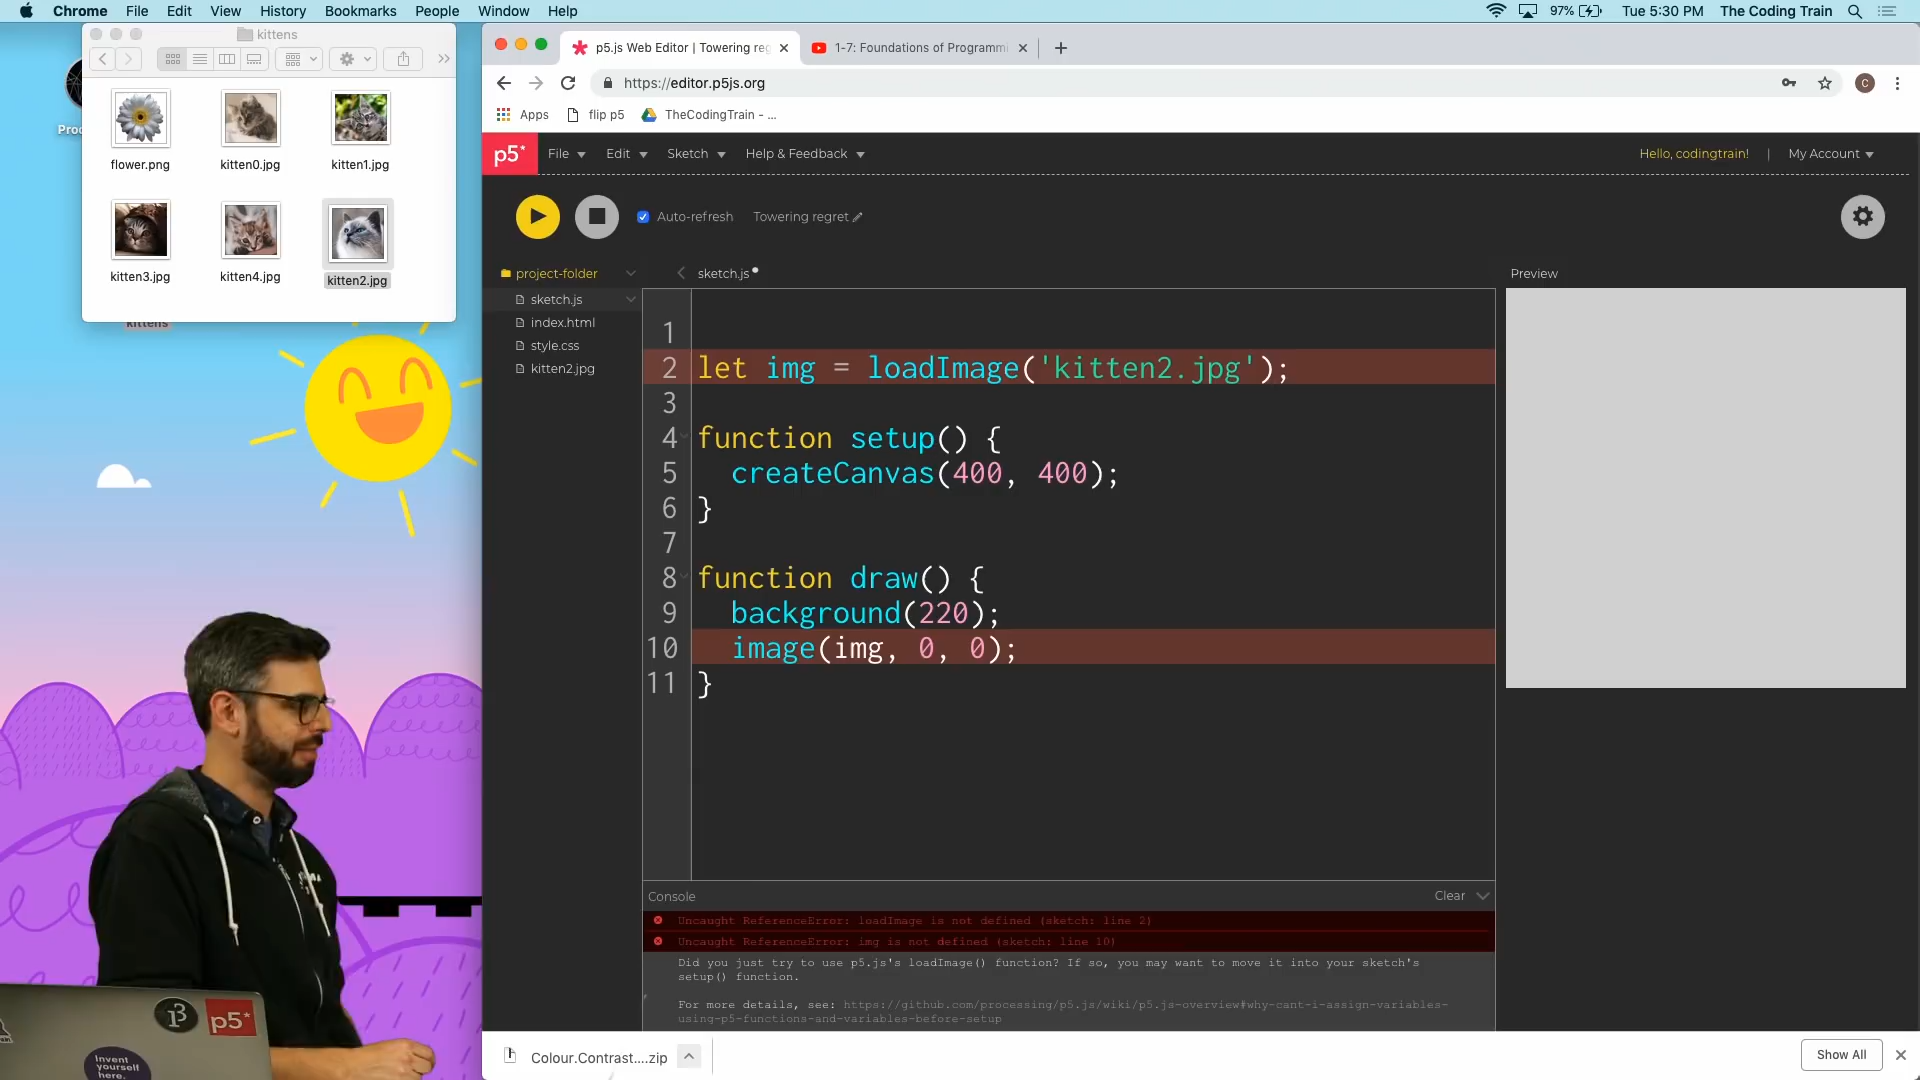 Chrome File Edit View History Bookmarks People Window Help
97% Tue 5:30 PM The Coding Train
kittens
flower.png kitten0.jpg kitten1.jpg
kitten3.jpg kitten4.jpg kitten2.jpg
kittens
p5.js Web Editor | Towering reg
1-7: Foundations of Programm
https://editor.p5js.org
C
Apps flip p5 TheCodingTrain - ...
p5* File Edit Sketch Help & Feedback
Hello, codingtrain! | My Account
Auto-refresh Towering regret
project-folder
sketch.js
index.html
style.css
kitten2.jpg
sketch.js
Preview
1
2 let img = loadImage('kitten2.jpg');
3
4 function setup() {
5 createCanvas(400, 400);
6 }
7
8 function draw() {
9 background(220);
10 image(img, 0, 0);
11 }
Console Clear
Uncaught ReferenceError: loadImage is not defined (sketch: line 2)
Uncaught ReferenceError: img is not defined (sketch: line 10)
Did you just try to use p5.js's loadImage() function? If so, you may want to move it into your sketch's
setup() function.
For more details, see: https://github.com/processing/p5.js/wiki/p5.js-overview#why-cant-i-assign-variables-
using-p5-functions-and-variables-before-setup
p5*
Invent
yourself
here.
Colour.Contrast....zip
Show All